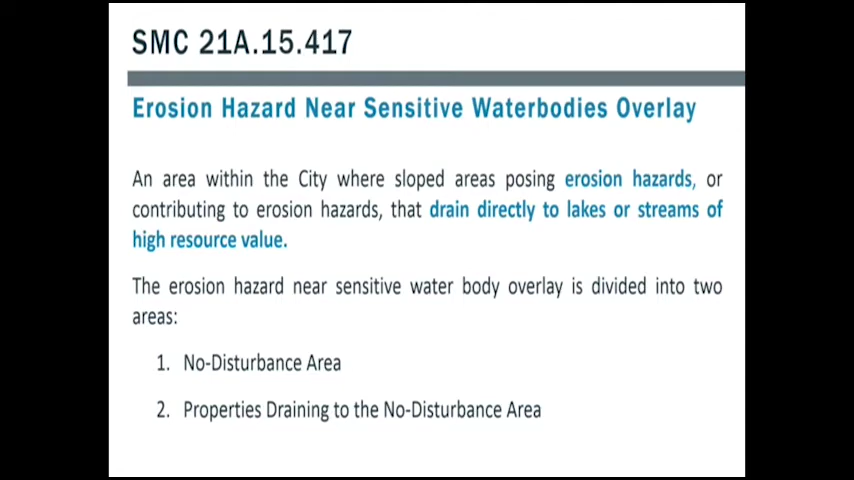 SMC 21A.15.417
Erosion Hazard Near Sensitive Waterbodies Overlay
An area within the City where sloped areas posing erosion hazards, or
contributing to erosion hazards, that drain directly to lakes or streams of
high resource value.
The erosion hazard near sensitive water body overlay is divided into two
areas:
1. No-Disturbance Area
2. Properties Draining to the No-Disturbance Area